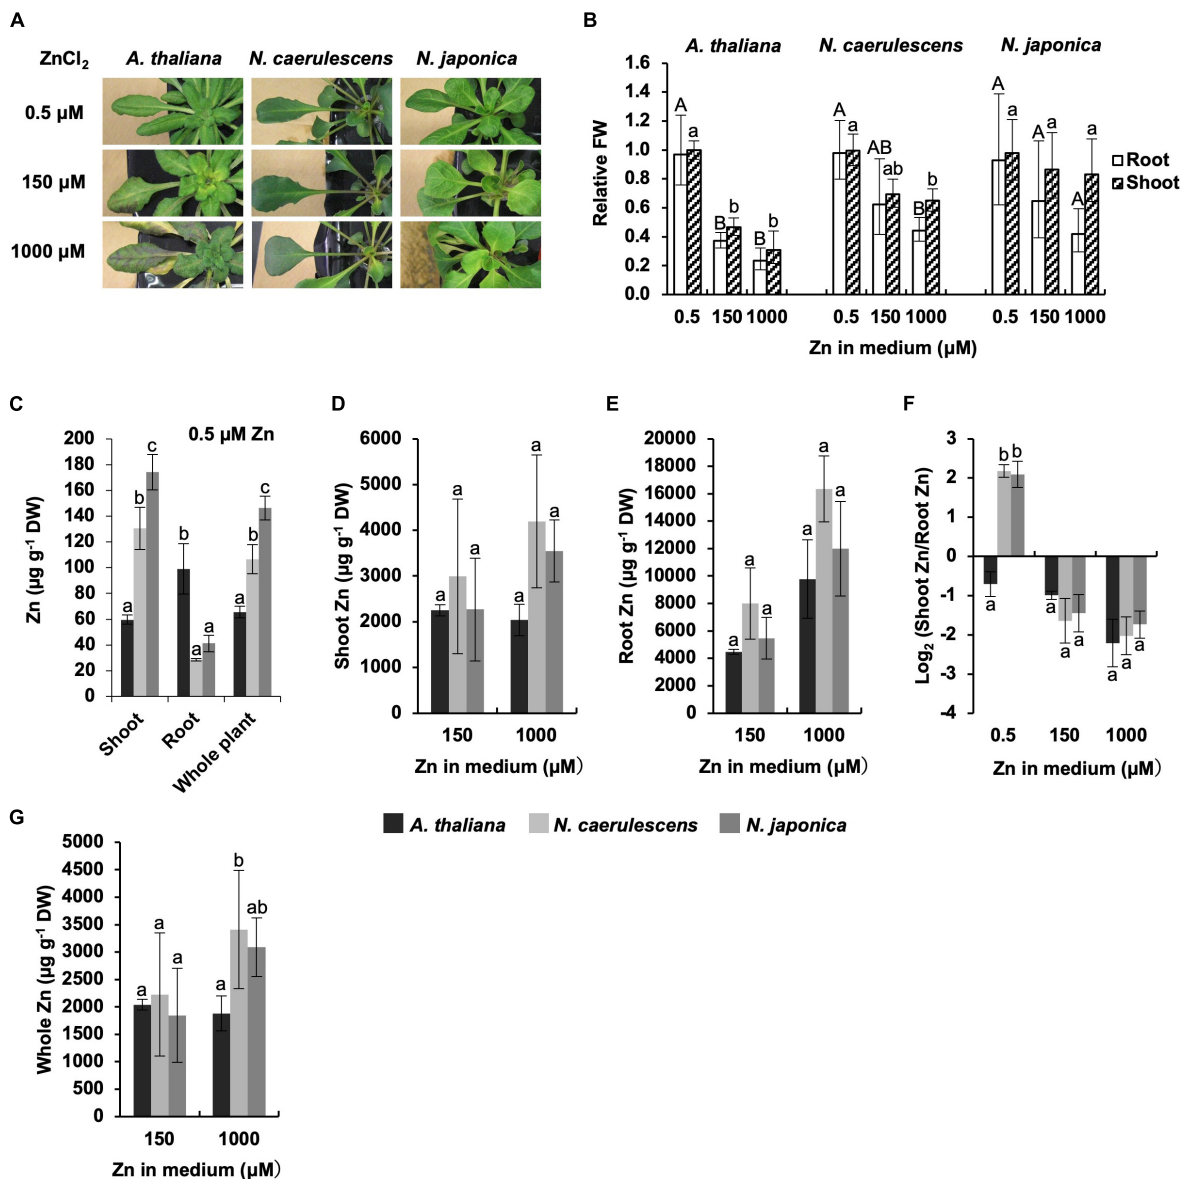 A
ZnCl2 A. thaliana N. caerulescens N. japonica
0.5 µM
150 µM
1000 µM
B
A. thaliana N. caerulescens N. japonica
Relative FW
1.6
1.4
1.2
1.0
0.8
0.6
0.4
0.2
0.0
A a B b B b
A a AB ab B b
A a A a A a
Root
Shoot
0.5 150 1000 0.5 150 1000 0.5 150 1000
Zn in medium (µM)
C
0.5 µM Zn
Zn (µg g-1 DW)
200
180
160
140
120
100
80
60
40
20
0
a b c b a a a b c
Shoot Root Whole plant
D
Shoot Zn (µg g-1 DW)
6000
5000
4000
3000
2000
1000
0
a a a a a a
150 1000
Zn in medium (µM)
E
Root Zn (µg g-1 DW)
20000
18000
16000
14000
12000
10000
8000
6000
4000
2000
0
a a a a a a
150 1000
Zn in medium (µM)
F
Log2 (Shoot Zn/Root Zn)
3
2
1
0
-1
-2
-3
-4
a b b a a a a a a
0.5 150 1000
Zn in medium (µM)
A. thaliana N. caerulescens N. japonica
G
Whole Zn (µg g-1 DW)
5000
4500
4000
3500
3000
2500
2000
1500
1000
500
0
a a a a b ab
150 1000
Zn in medium (µM)